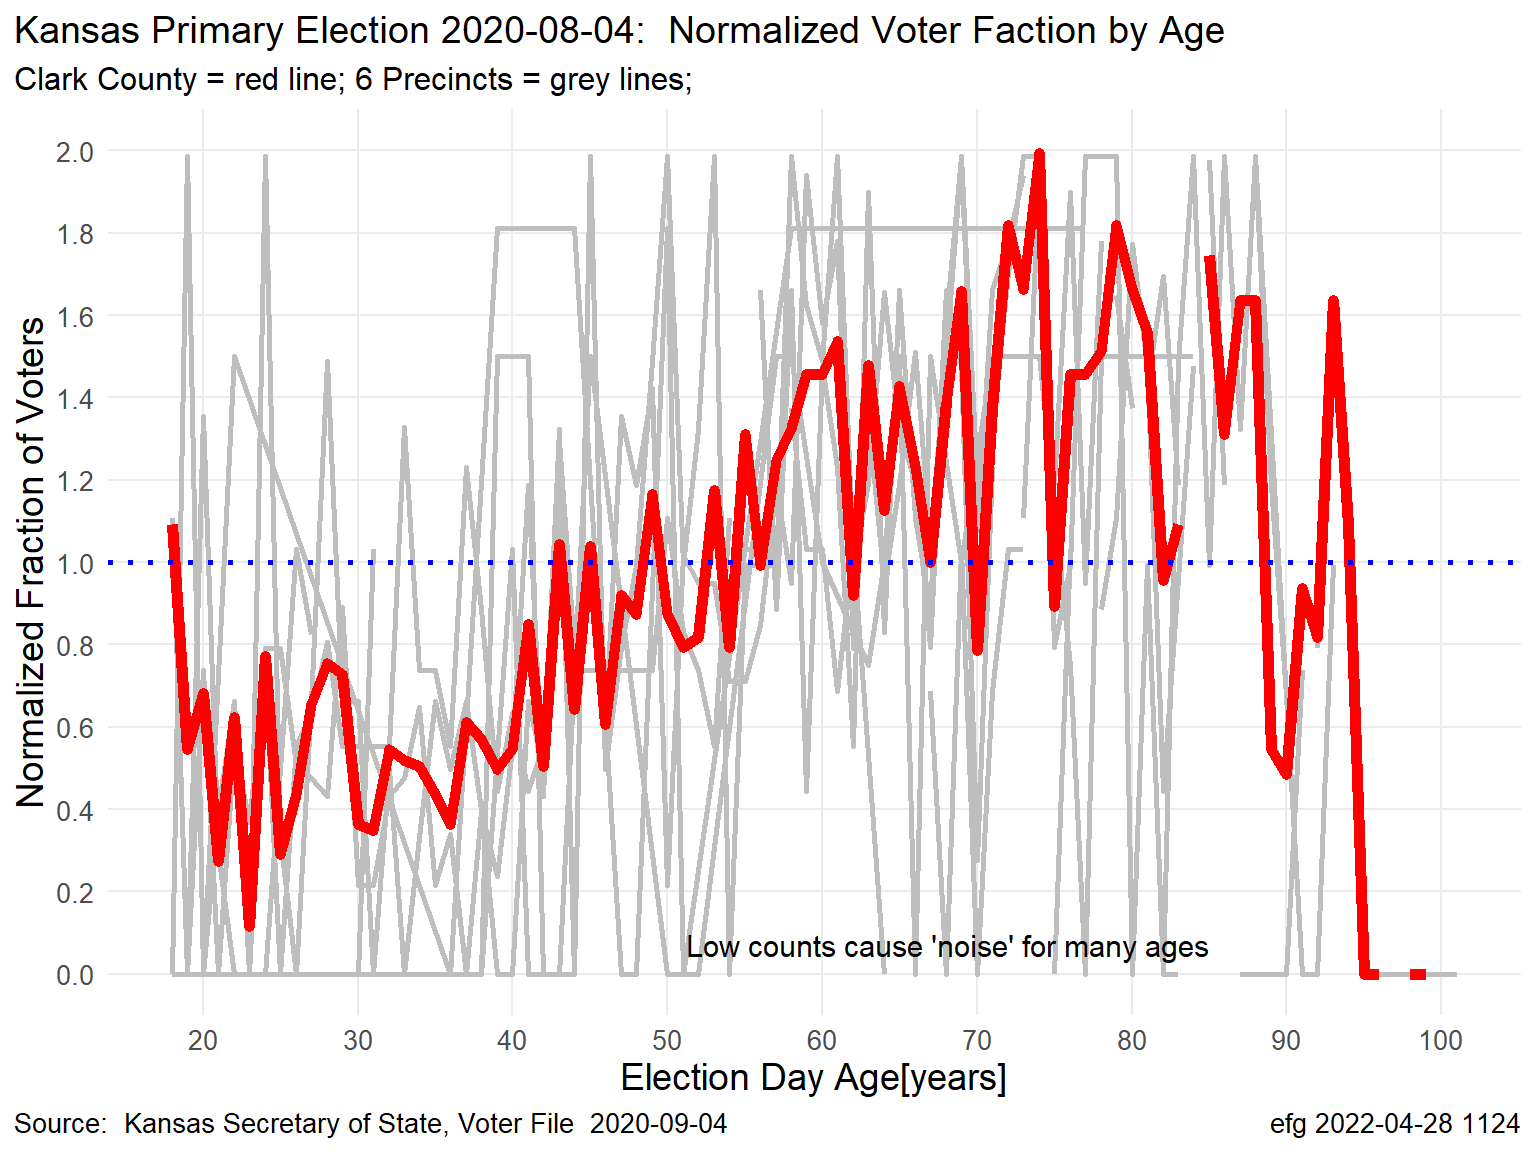 Kansas Primary Election 2020-08-04:  Normalized Voter Faction by Age
Clark County = red line; 6 Precincts = grey lines;
Normalized Fraction of Voters
2.0
1.8
1.6
1.4
1.2
1.0
0.8
0.6
0.4
0.2
0.0
Low counts cause 'noise' for many ages
20 30 40 50 60 70 80 90 100
Election Day Age[years]
Source:  Kansas Secretary of State, Voter File  2020-09-04
efg 2022-04-28 1124